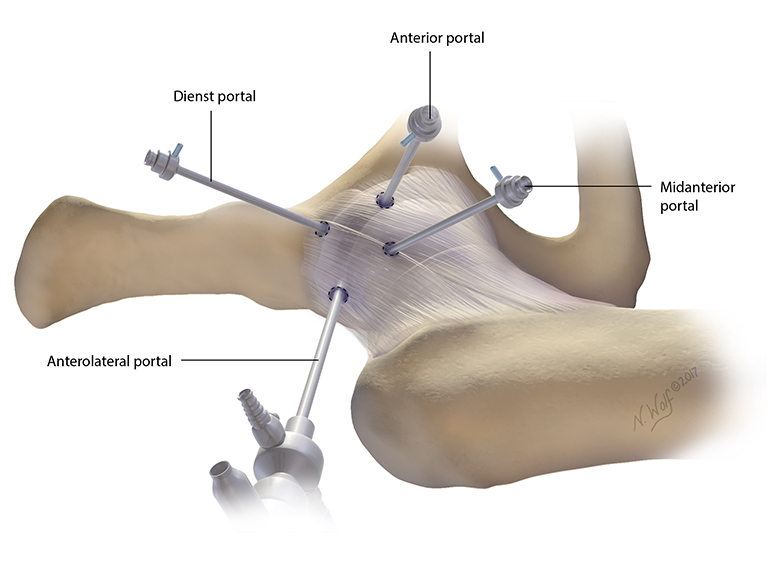 Anterior portal
Dienst portal
Midanterior
portal
Anterolateral portal
N. Wolf ©2017